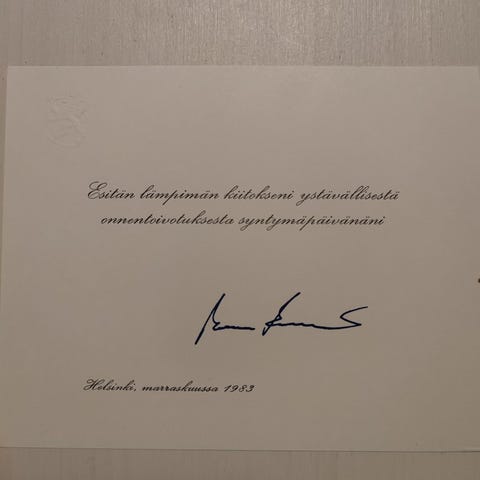 Esitän lämpimän kiitokseni ystävällisestä
onnentoivotuksesta syntymäpäivänäni
Helsinki, marraskuussa 1983